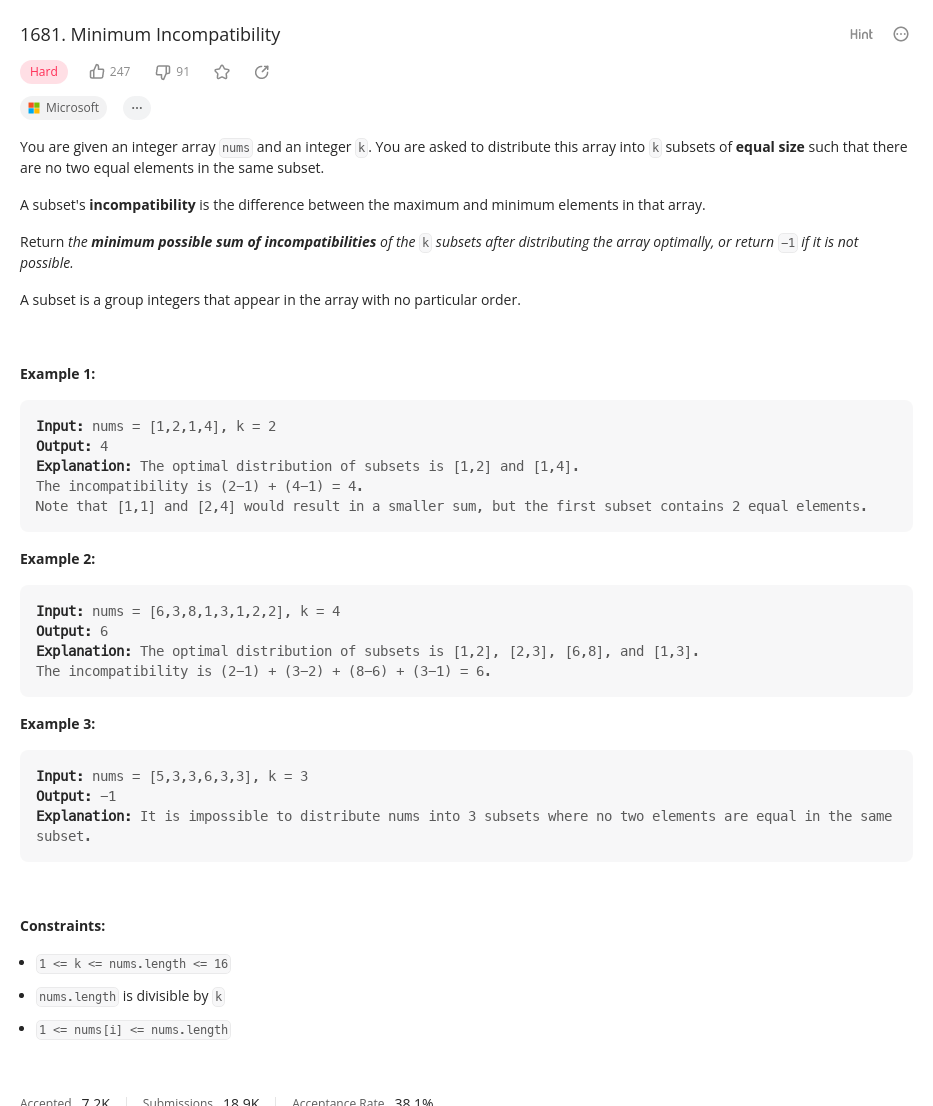 1681. Minimum Incompatibility
Hint
Hard 247 91
Microsoft ...
You are given an integer array nums and an integer k. You are asked to distribute this array into k subsets of equal size such that there
are no two equal elements in the same subset.
A subset's incompatibility is the difference between the maximum and minimum elements in that array.
Return the minimum possible sum of incompatibilities of the k subsets after distributing the array optimally, or return -1 if it is not
possible.
A subset is a group integers that appear in the array with no particular order.
Example 1:
Input: nums = [1,2,1,4], k = 2
Output: 4
Explanation: The optimal distribution of subsets is [1,2] and [1,4].
The incompatibility is (2-1) + (4-1) = 4.
Note that [1,1] and [2,4] would result in a smaller sum, but the first subset contains 2 equal elements.
Example 2:
Input: nums = [6,3,8,1,3,1,2,2], k = 4
Output: 6
Explanation: The optimal distribution of subsets is [1,2], [2,3], [6,8], and [1,3].
The incompatibility is (2-1) + (3-2) + (8-6) + (3-1) = 6.
Example 3:
Input: nums = [5,3,3,6,3,3], k = 3
Output: -1
Explanation: It is impossible to distribute nums into 3 subsets where no two elements are equal in the same
subset.
Constraints:
1 <= k <= nums.length <= 16
nums.length is divisible by k
1 <= nums[i] <= nums.length
Accepted 7.2K Submissions 18.9K Acceptance Rate 38.1%